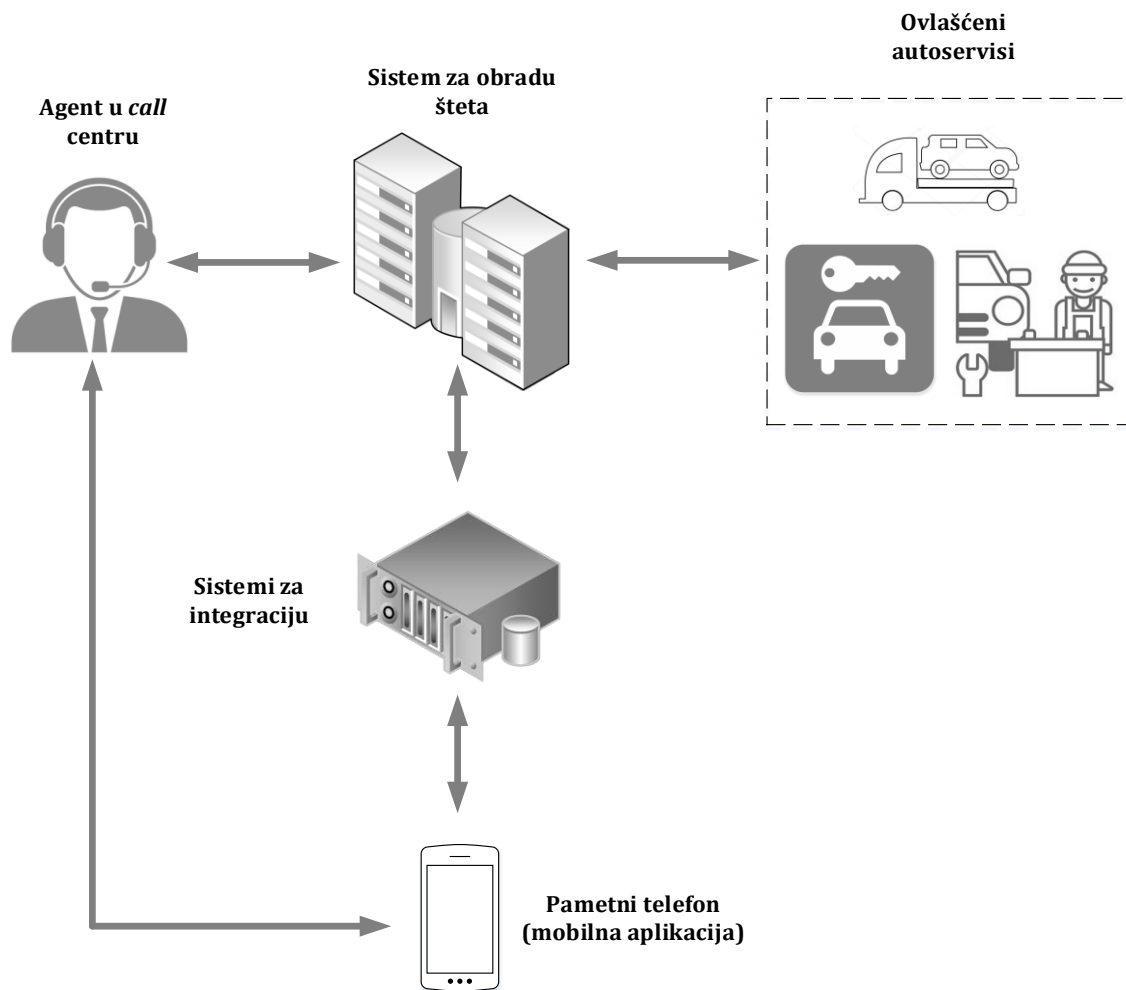 Ovlašćeni
autoservisi
Sistem za obradu
šteta
Agent u call
centru
Sistemi za
integraciju
Pametni telefon
(mobilna aplikacija)